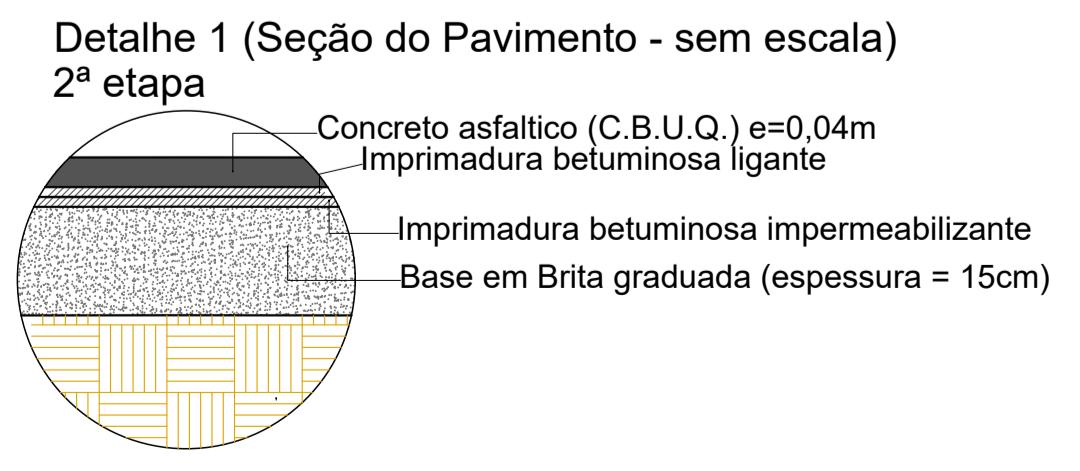 Detalhe 1 (Seção do Pavimento - sem escala)
2ª etapa
Concreto asfaltico (C.B.U.Q.) e=0,04m
Imprimadura betuminosa ligante
Imprimadura betuminosa impermeabilizante
Base em Brita graduada (espessura = 15cm)